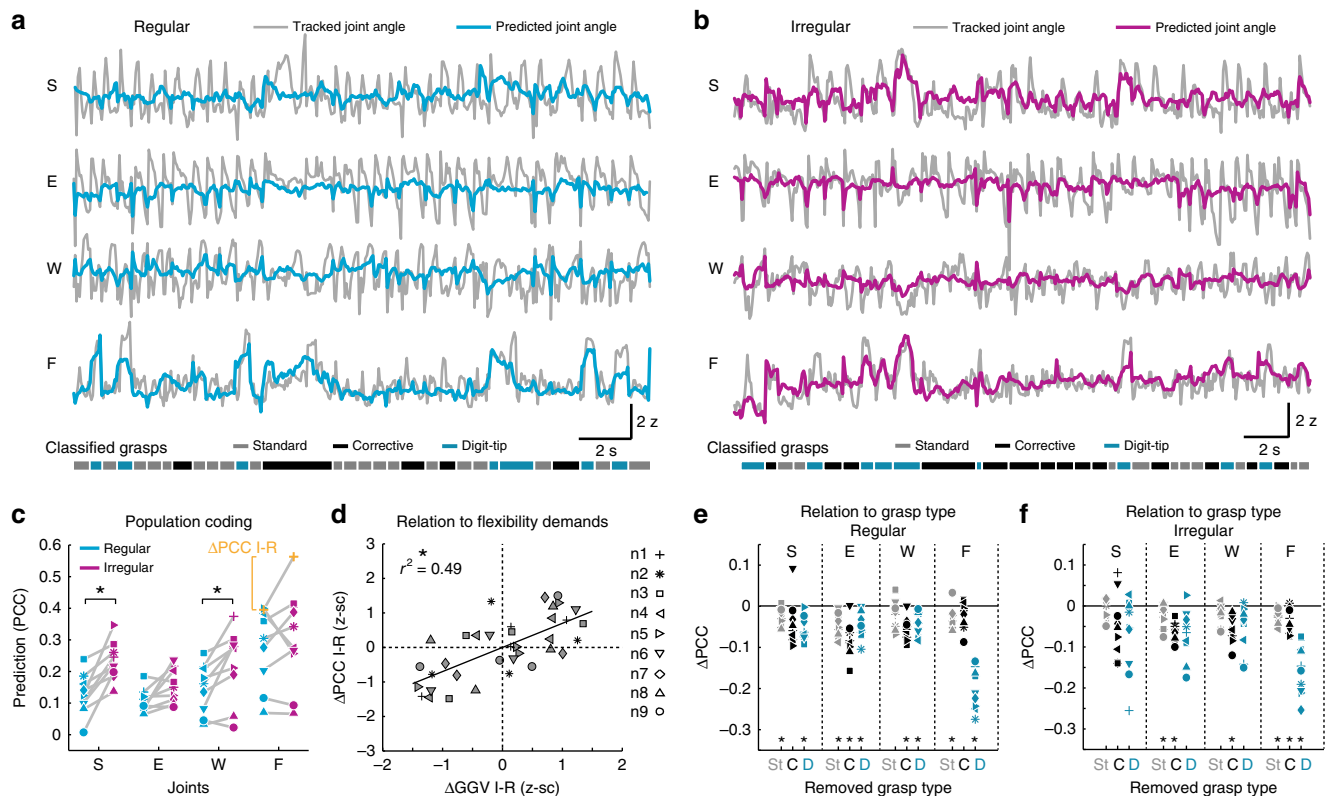 a
Regular
Tracked joint angle
Predicted joint angle
S
E
W
F
2 z
2 s
Classified grasps
Standard
Corrective
Digit-tip
b
Irregular
Tracked joint angle
Predicted joint angle
S
E
W
F
2 z
2 s
Classified grasps
Standard
Corrective
Digit-tip
c
Population coding
Regular
Irregular
ΔPCC I-R
*
*
Prediction (PCC)
0.6
0.5
0.4
0.3
0.2
0.1
0
S E W F
Joints
d
Relation to flexibility demands
*
r² = 0.49
ΔPCC I-R (z-sc)
3
2
1
0
−1
−2
−3
−2 −1 0 1 2
ΔGGV I-R (z-sc)
n1
n2
n3
n4
n5
n6
n7
n8
n9
e
Relation to grasp type
Regular
S E W F
ΔPCC
0.1
0
−0.1
−0.2
−0.3
* * * * * * * * *
St C D St C D St C D St C D
Removed grasp type
f
Relation to grasp type
Irregular
S E W F
ΔPCC
0.15
0
−0.15
−0.3
* * * * * *
St C D St C D St C D St C D
Removed grasp type